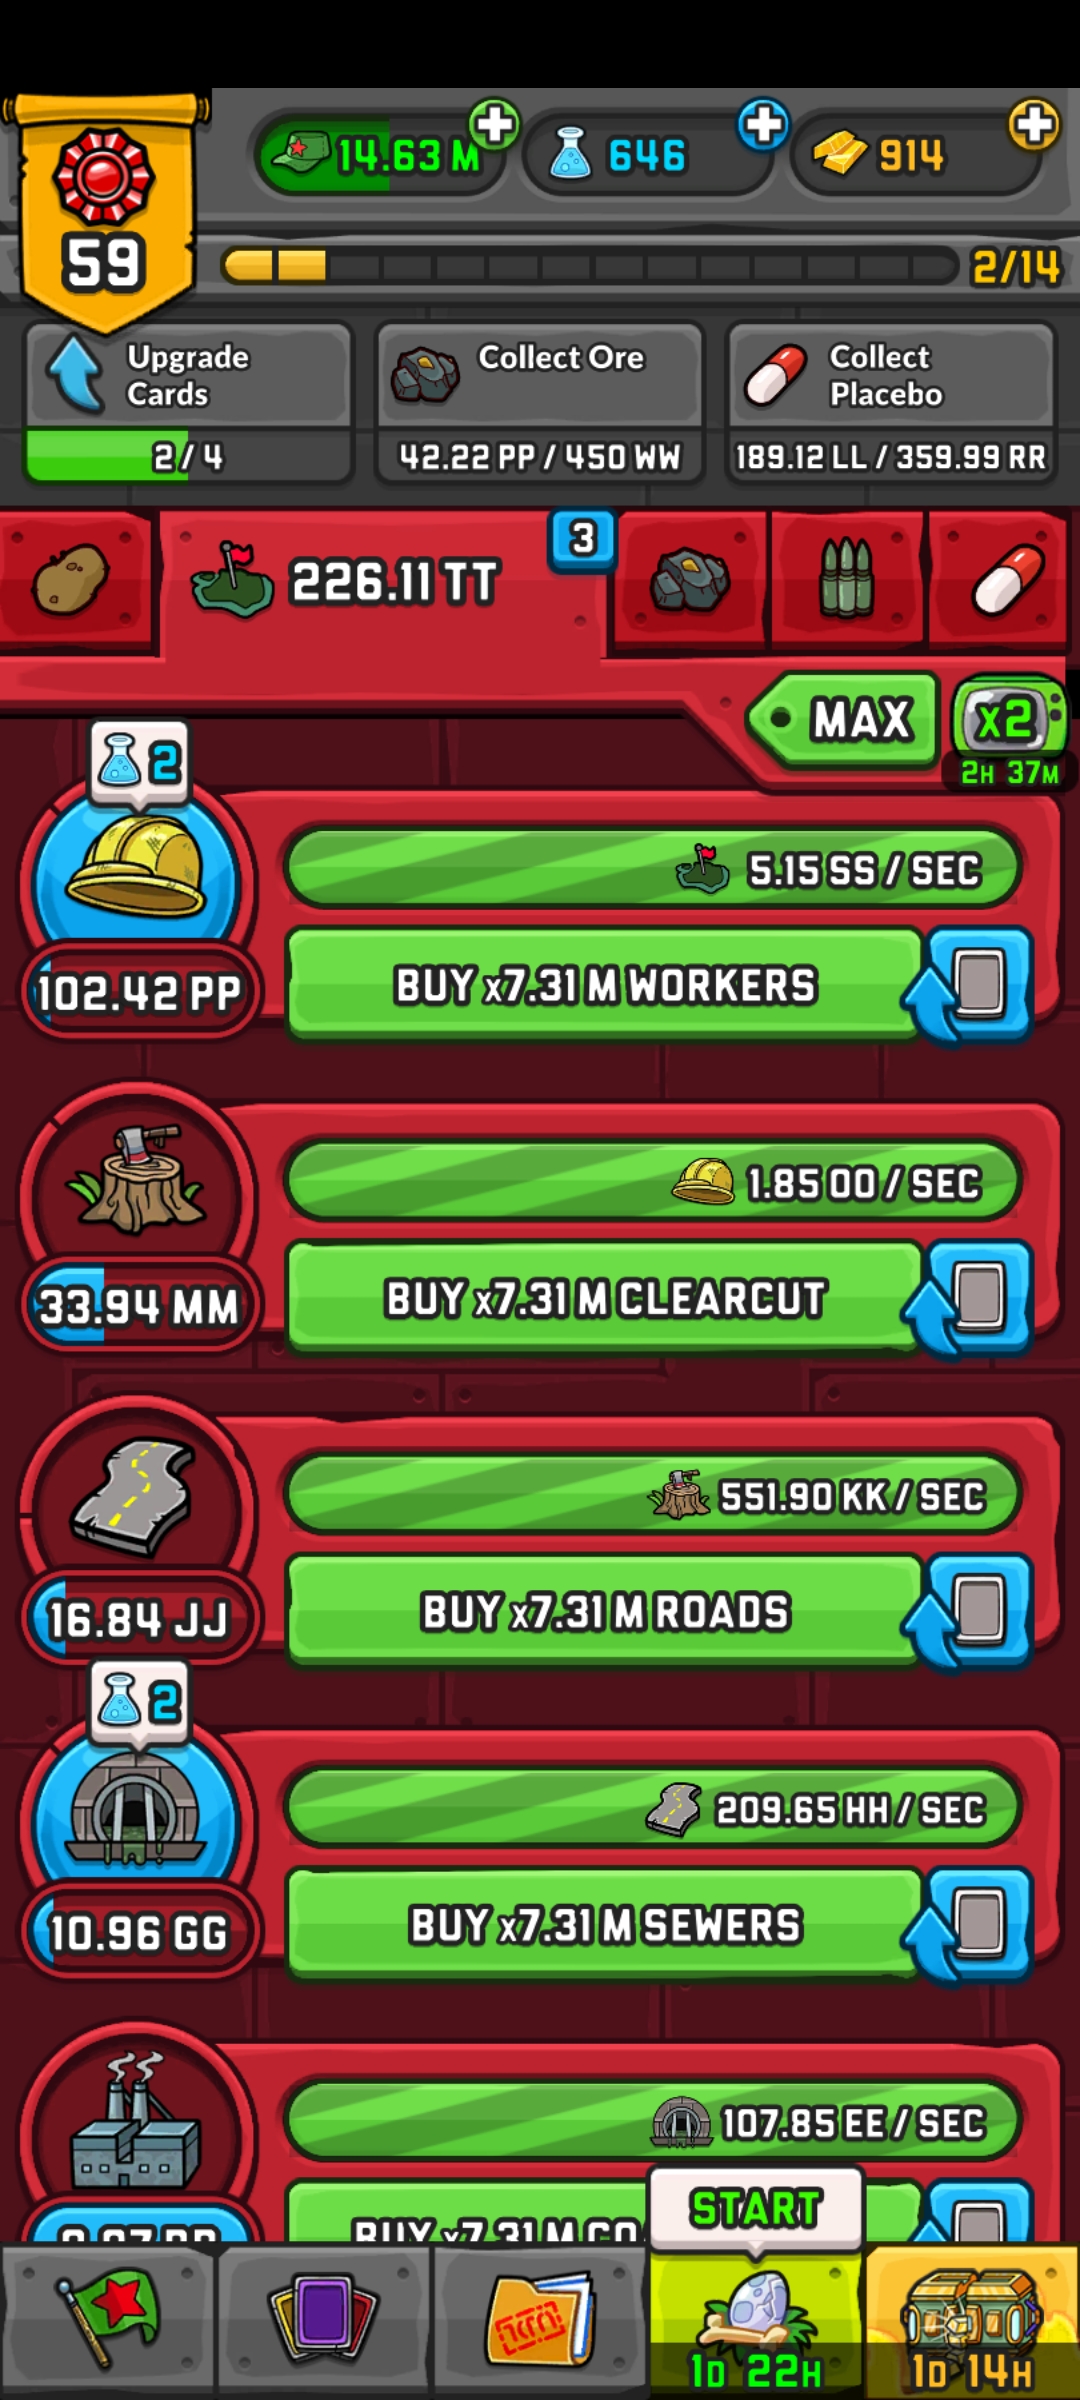 14.63 M
646
914
59
2/14
Upgrade
Cards
2/4
Collect Ore
42.22 PP / 450 WW
Collect
Placebo
189.12 LL / 359.99 RR
226.11 TT
3
MAX
x2
2H 37M
2
5.15 SS / SEC
102.42 PP
BUY x7.31 M WORKERS
1.85 OO / SEC
33.94 MM
BUY x7.31 M CLEARCUT
551.90 KK / SEC
16.84 JJ
BUY x7.31 M ROADS
2
209.65 HH / SEC
10.96 GG
BUY x7.31 M SEWERS
107.85 EE / SEC
BUY x7.31 M CO
START
1D 22H
1D 14H